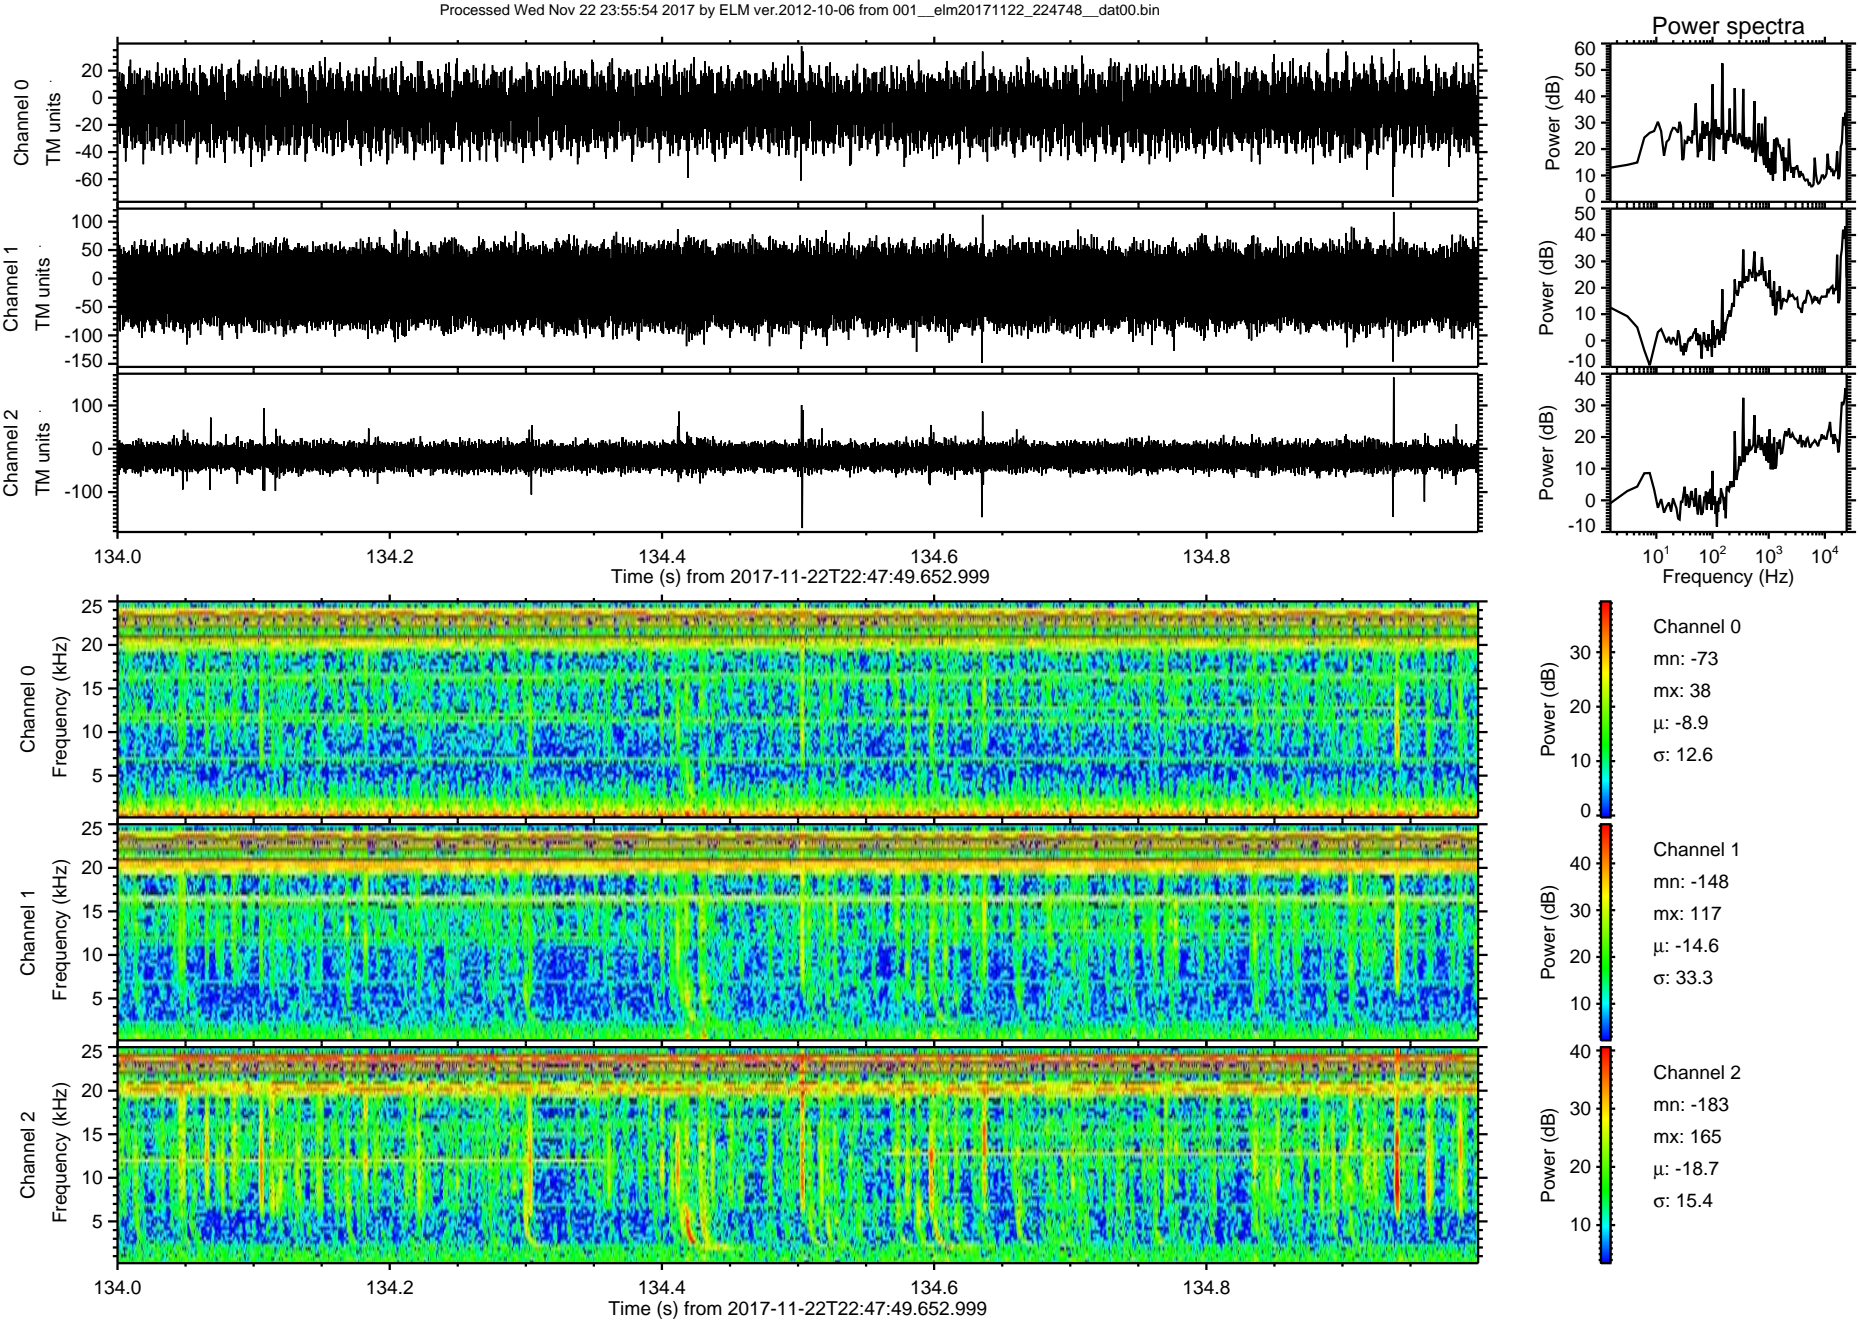 Processed Wed Nov 22 23:55:54 2017 by ELM ver.2012-10-06 from 001__elm20171122_224748__dat00.bin
Power spectra
Channel 0
TM units
20
0
-20
-40
-60
Power (dB)
60
50
40
30
20
10
0
Channel 1
TM units
100
50
0
-50
-100
-150
Power (dB)
50
40
30
20
10
0
-10
Channel 2
TM units
100
0
-100
Power (dB)
40
30
20
10
0
-10
134.0 134.2 134.4 134.6 134.8
Time (s) from 2017-11-22T22:47:49.652.999
10^1 10^2 10^3 10^4
Frequency (Hz)
Channel 0
Frequency (kHz)
25
20
15
10
5
Power (dB)
30
20
10
0
Channel 0
mn: -73
mx: 38
μ: -8.9
σ: 12.6
Channel 1
Frequency (kHz)
25
20
15
10
5
Power (dB)
40
30
20
10
Channel 1
mn: -148
mx: 117
μ: -14.6
σ: 33.3
Channel 2
Frequency (kHz)
25
20
15
10
5
Power (dB)
40
30
20
10
Channel 2
mn: -183
mx: 165
μ: -18.7
σ: 15.4
134.0 134.2 134.4 134.6 134.8
Time (s) from 2017-11-22T22:47:49.652.999